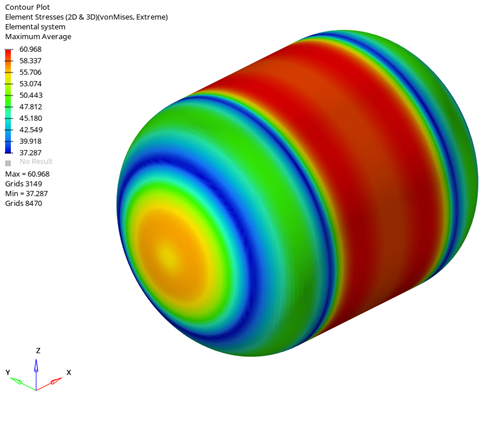 Contour Plot
Element Stresses (2D & 3D)(vonMises, Extreme)
Elemental system
Maximum Average
60.968
58.337
55.706
53.074
50.443
47.812
45.180
42.549
39.918
37.287
No Result
Max = 60.968
Grids 3149
Min = 37.287
Grids 8470
Z
Y
X